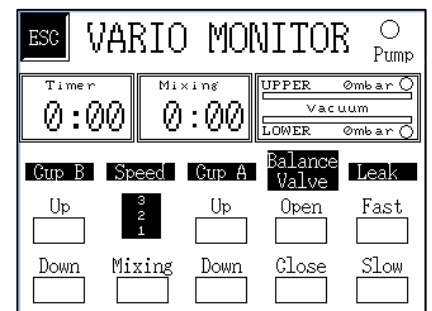 ESC VARIO MONITOR Pump
Timer Mixing UPPER 0mbar
0:00 0:00 Vacuum
LOWER 0mbar
Cup B Speed Cup A Balance Valve Leak
Up 3 Up Open Fast
2
1
Down Mixing Down Close Slow